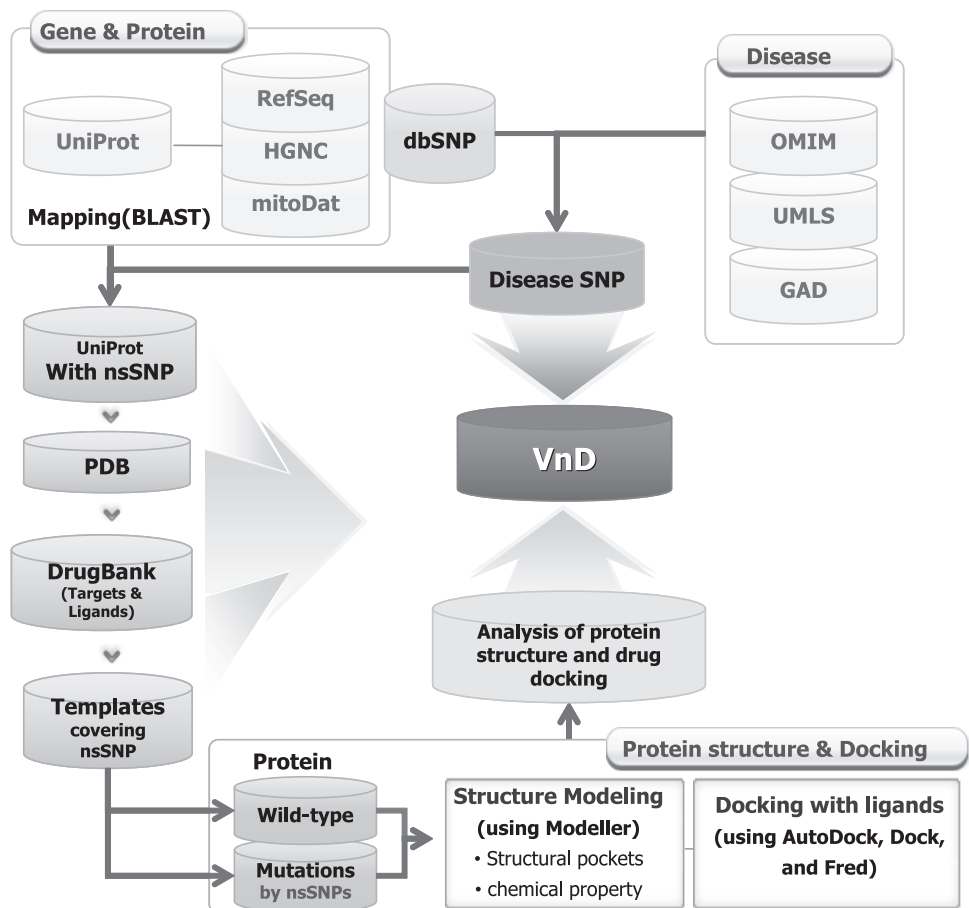 Gene & Protein
UniProt
RefSeq
HGNC
mitoDat
Mapping(BLAST)
dbSNP
Disease
OMIM
UMLS
GAD
Disease SNP
UniProt
With nsSNP
PDB
DrugBank
(Targets &
Ligands)
Templates
covering
nsSNP
VnD
Analysis of protein
structure and drug
docking
Protein structure & Docking
Protein
Wild-type
Mutations
by nsSNPs
Structure Modeling
(using Modeller)
• Structural pockets
• chemical property
Docking with ligands
(using AutoDock, Dock,
and Fred)